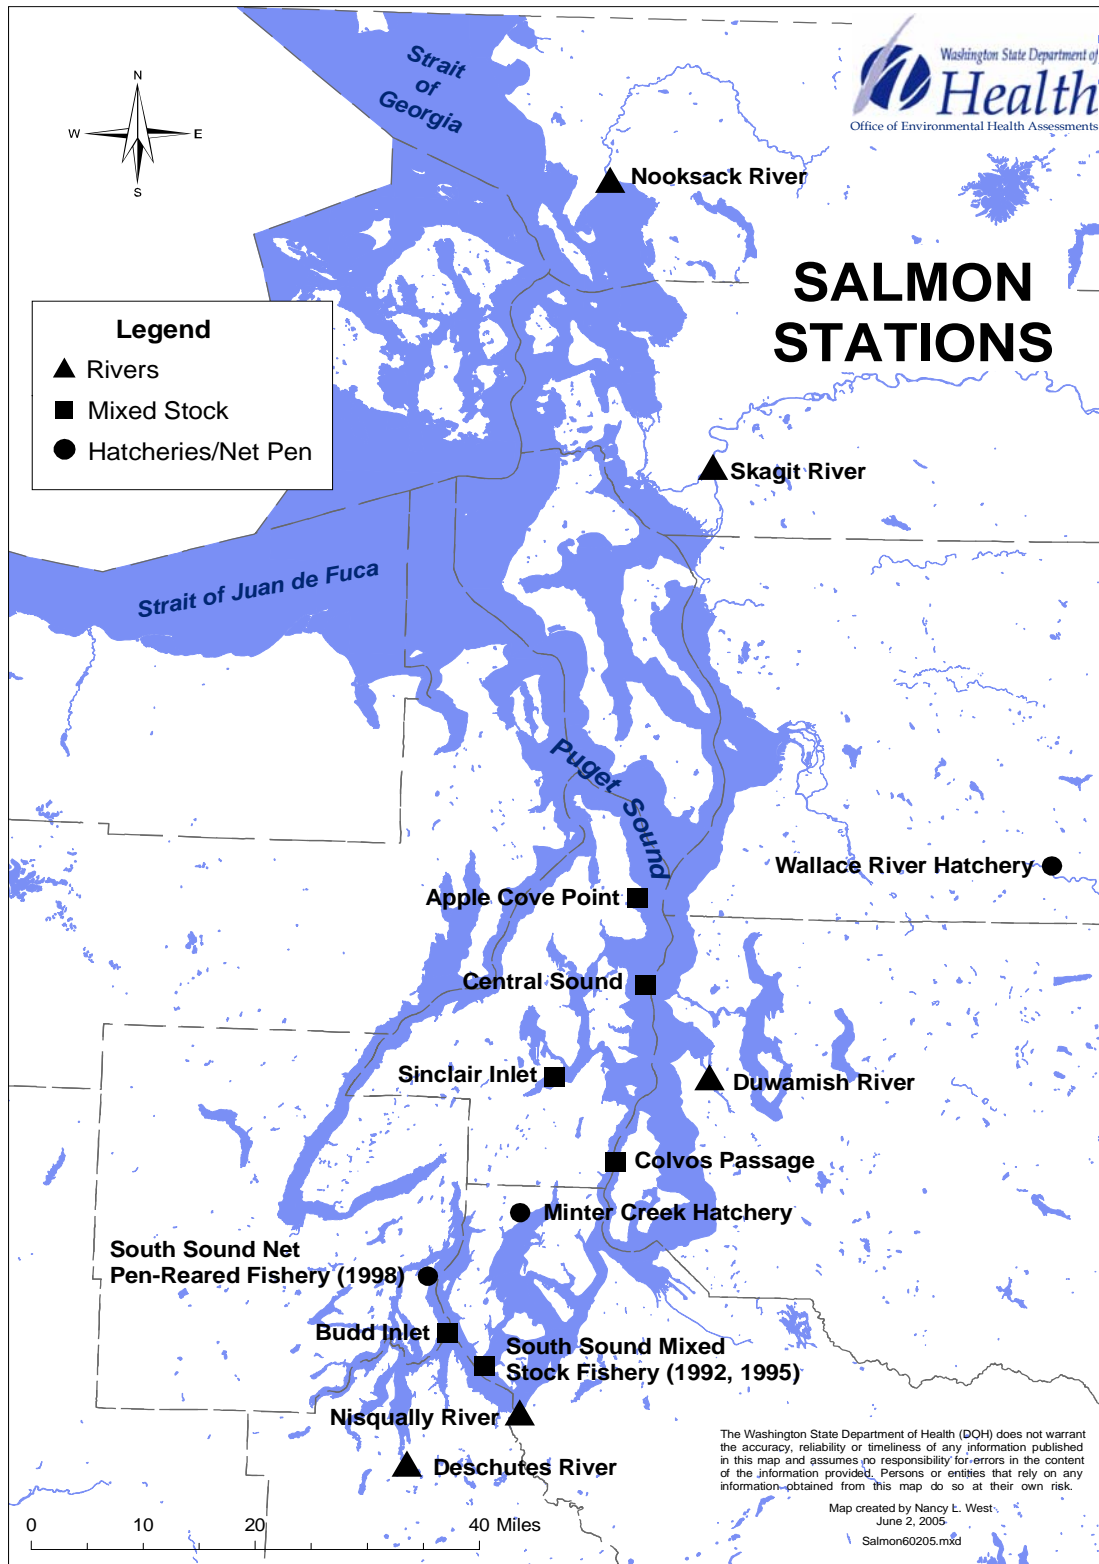 Strait
of
Georgia
Washington State Department of
Health
Office of Environmental Health Assessments
N
W
E
S
Nooksack River
SALMON
STATIONS
Legend
Rivers
Mixed Stock
Hatcheries/Net Pen
Skagit River
Strait of Juan de Fuca
Puget Sound
Wallace River Hatchery
Apple Cove Point
Central Sound
Sinclair Inlet
Duwamish River
Colvos Passage
Minter Creek Hatchery
South Sound Net
Pen-Reared Fishery (1998)
Budd Inlet
South Sound Mixed
Stock Fishery (1992, 1995)
Nisqually River
Deschutes River
The Washington State Department of Health (DOH) does not warrant
the accuracy, reliability or timeliness of any information published
in this map and assumes no responsibility for errors in the content
of the information provided. Persons or entities that rely on any
information obtained from this map do so at their own risk.
Map created by Nancy L. West
June 2, 2005
Salmon60205.mxd
0 10 20 40 Miles